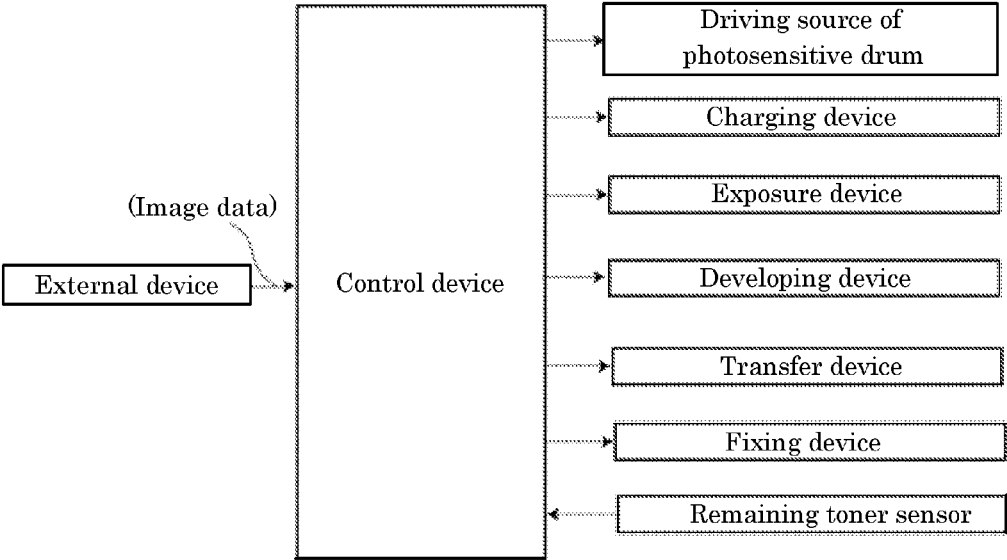 Driving source of
photosensitive drum
Charging device
Exposure device
(Image data)
External device
Control device
Developing device
Transfer device
Fixing device
Remaining toner sensor